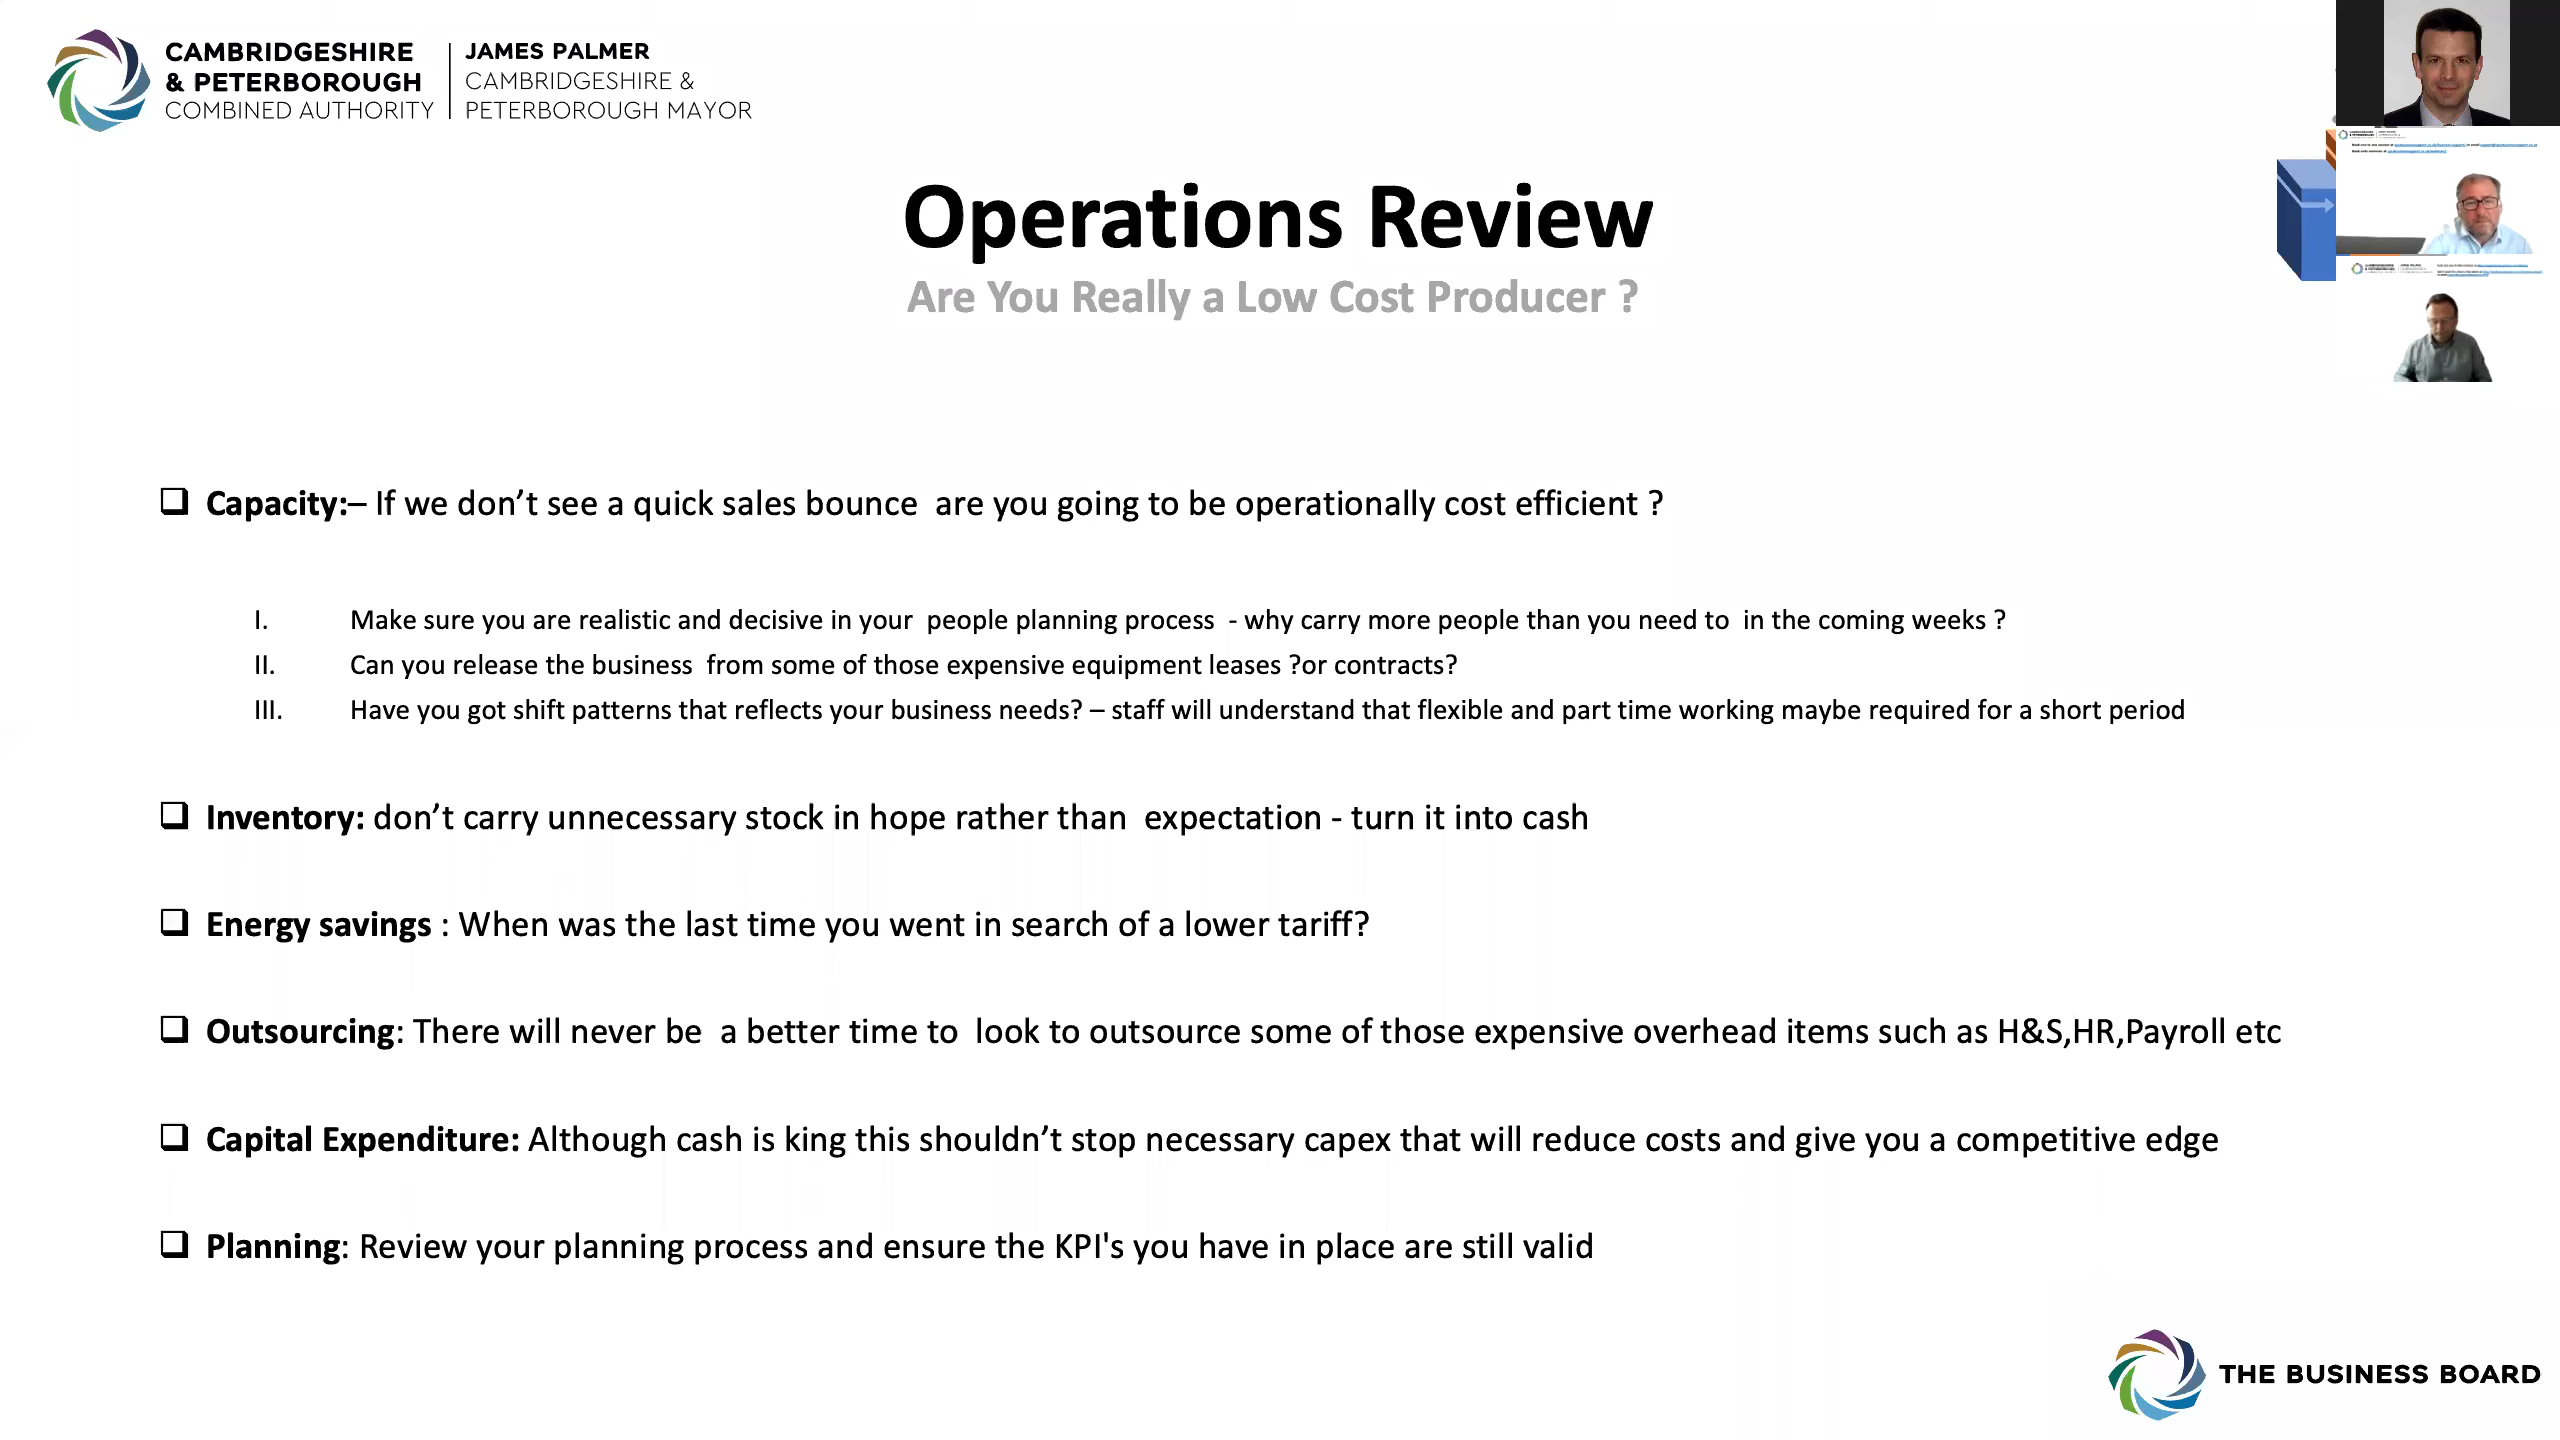 CAMBRIDGESHIRE
& PETERBOROUGH
COMBINED AUTHORITY
JAMES PALMER
CAMBRIDGESHIRE &
PETERBOROUGH MAYOR
Operations Review
Are You Really a Low Cost Producer ?
Capacity:– If we don’t see a quick sales bounce are you going to be operationally cost efficient ?
I. Make sure you are realistic and decisive in your people planning process - why carry more people than you need to in the coming weeks ?
II. Can you release the business from some of those expensive equipment leases ?or contracts?
III. Have you got shift patterns that reflects your business needs? – staff will understand that flexible and part time working maybe required for a short period
Inventory: don’t carry unnecessary stock in hope rather than expectation - turn it into cash
Energy savings : When was the last time you went in search of a lower tariff?
Outsourcing: There will never be a better time to look to outsource some of those expensive overhead items such as H&S,HR,Payroll etc
Capital Expenditure: Although cash is king this shouldn’t stop necessary capex that will reduce costs and give you a competitive edge
Planning: Review your planning process and ensure the KPI's you have in place are still valid
THE BUSINESS BOARD